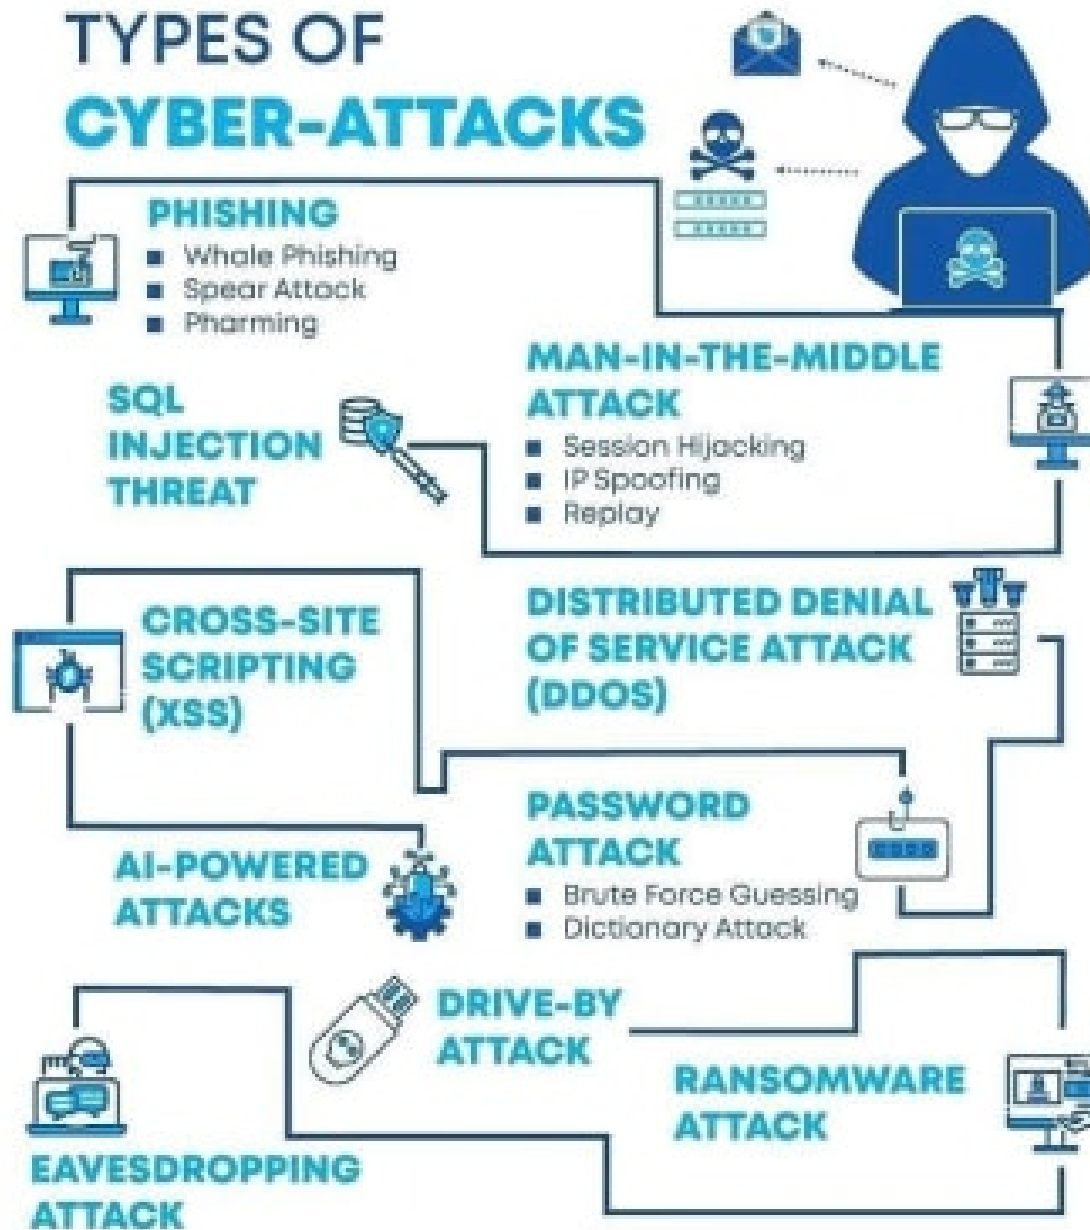 TYPES OF
CYBER-ATTACKS
PHISHING
Whale Phishing
Spear Attack
Pharming
MAN-IN-THE-MIDDLE
ATTACK
Session Hijacking
IP Spoofing
Replay
SQL
INJECTION
THREAT
CROSS-SITE
SCRIPTING
(XSS)
DISTRIBUTED DENIAL
OF SERVICE ATTACK
(DDOS)
PASSWORD
ATTACK
Brute Force Guessing
Dictionary Attack
AI-POWERED
ATTACKS
DRIVE-BY
ATTACK
RANSOMWARE
ATTACK
EAVESDROPPING
ATTACK